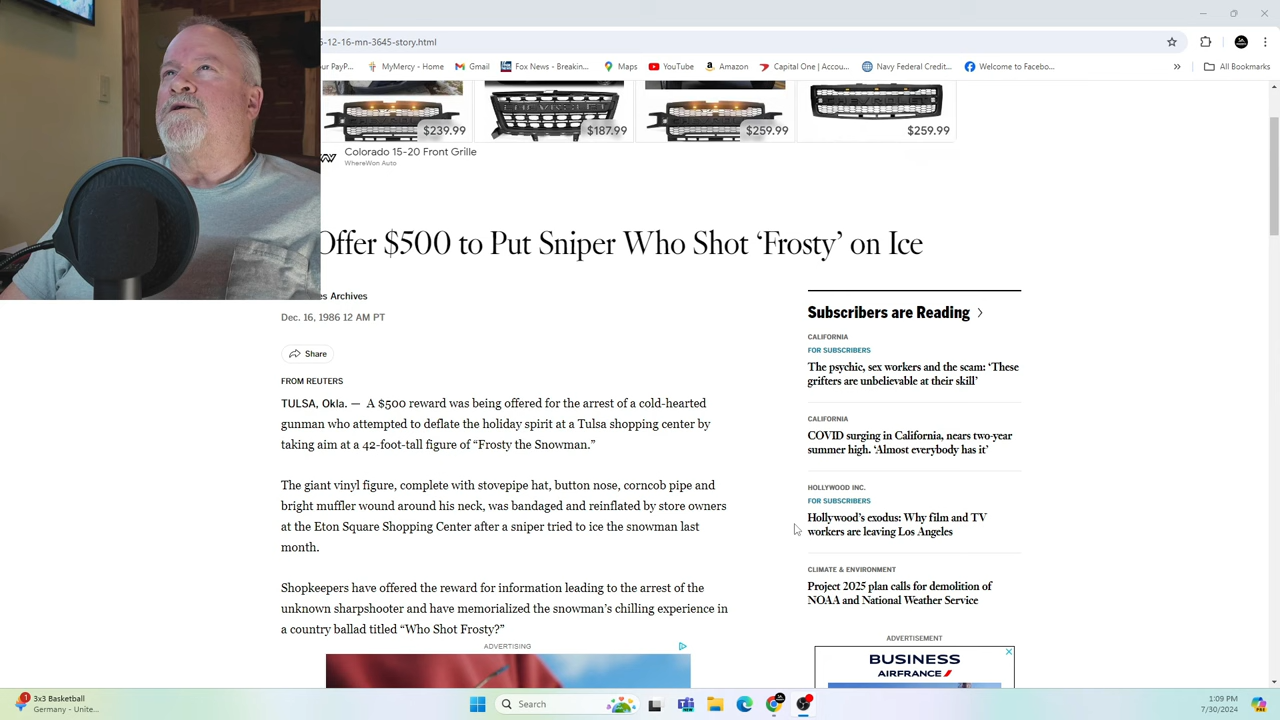 5-12-16-mn-3645-story.html
ur PayP...
MyMercy - Home
Gmail
Fox News - Breakin...
Maps
YouTube
Amazon
Capital One | Accou...
Navy Federal Credit...
Welcome to Facebo...
»
All Bookmarks
$239.99
$187.99
$259.99
$259.99
Colorado 15-20 Front Grille
WhereWon Auto
Offer $500 to Put Sniper Who Shot ‘Frosty’ on Ice
es Archives
Dec. 16, 1986 12 AM PT
Share
FROM REUTERS
TULSA, Okla. — A $500 reward was being offered for the arrest of a cold-hearted
gunman who attempted to deflate the holiday spirit at a Tulsa shopping center by
taking aim at a 42-foot-tall figure of “Frosty the Snowman.”
The giant vinyl figure, complete with stovepipe hat, button nose, corncob pipe and
bright muffler wound around his neck, was bandaged and reinflated by store owners
at the Eton Square Shopping Center after a sniper tried to ice the snowman last
month.
Shopkeepers have offered the reward for information leading to the arrest of the
unknown sharpshooter and have memorialized the snowman’s chilling experience in
a country ballad titled “Who Shot Frosty?”
ADVERTISING
Subscribers are Reading >
CALIFORNIA
FOR SUBSCRIBERS
The psychic, sex workers and the scam: ‘These
grifters are unbelievable at their skill’
CALIFORNIA
COVID surging in California, nears two-year
summer high. ‘Almost everybody has it’
HOLLYWOOD INC.
FOR SUBSCRIBERS
Hollywood’s exodus: Why film and TV
workers are leaving Los Angeles
CLIMATE & ENVIRONMENT
Project 2025 plan calls for demolition of
NOAA and National Weather Service
ADVERTISEMENT
BUSINESS
AIRFRANCE
1
3x3 Basketball
Germany - Unite...
Search
1:09 PM
7/30/2024